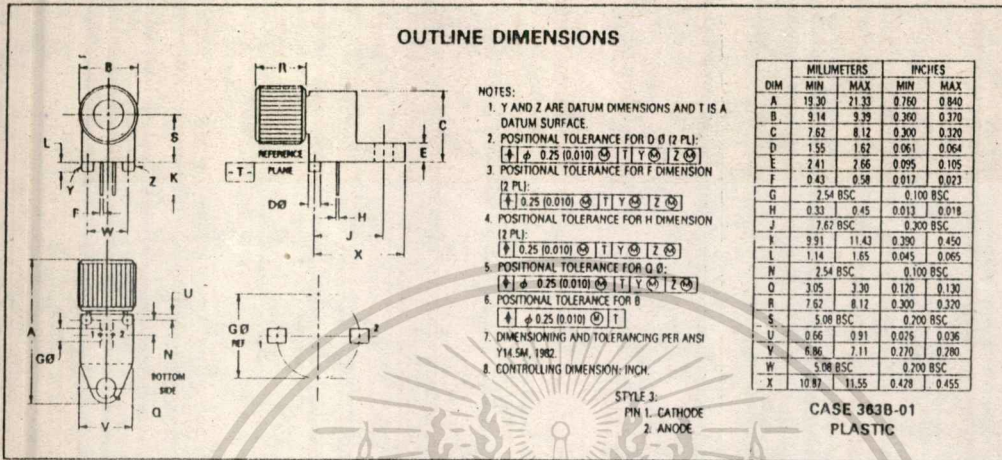 OUTLINE DIMENSIONS
B
S
L
Y
Z
K
F
W
A
U
GØ
1
2
N
BOTTOM
SIDE
Q
V
R
C
E
REFERENCE
-T-
PLANE
DØ
H
J
X
GØ
REF
2
NOTES:
1. Y AND Z ARE DATUM DIMENSIONS AND T IS A
DATUM SURFACE.
2. POSITIONAL TOLERANCE FOR D Ø (2 PL):
⌖ ϕ 0.25 (0.010) Ⓜ T Y Ⓜ Z Ⓜ
3. POSITIONAL TOLERANCE FOR F DIMENSION
(2 PL):
⌖ 0.25 (0.010) Ⓜ T Y Ⓜ Z Ⓜ
4. POSITIONAL TOLERANCE FOR H DIMENSION
(2 PL):
⌖ 0.25 (0.010) Ⓜ T Y Ⓜ Z Ⓜ
5. POSITIONAL TOLERANCE FOR Q Ø:
⌖ ϕ 0.25 (0.010) Ⓜ T Y Ⓜ Z Ⓜ
6. POSITIONAL TOLERANCE FOR B
⌖ ϕ 0.25 (0.010) Ⓜ T
7. DIMENSIONING AND TOLERANCING PER ANSI
Y14.5M, 1982.
8. CONTROLLING DIMENSION: INCH.
STYLE 3:
PIN 1. CATHODE
2. ANODE
MILLIMETERS INCHES
DIM MIN MAX MIN MAX
A 19.30 21.33 0.760 0.840
B 9.14 9.39 0.360 0.370
C 7.62 8.12 0.300 0.320
D 1.55 1.62 0.061 0.064
E 2.41 2.66 0.095 0.105
F 0.43 0.58 0.017 0.023
G 2.54 BSC 0.100 BSC
H 0.33 0.45 0.013 0.018
J 7.62 BSC 0.300 BSC
K 9.91 11.43 0.390 0.450
L 1.14 1.65 0.045 0.065
N 2.54 BSC 0.100 BSC
Q 3.05 3.30 0.120 0.130
R 7.62 8.12 0.300 0.320
S 5.08 BSC 0.200 BSC
U 0.66 0.91 0.026 0.036
V 6.86 7.11 0.270 0.280
W 5.08 BSC 0.200 BSC
X 10.87 11.55 0.428 0.455
CASE 363B-01
PLASTIC